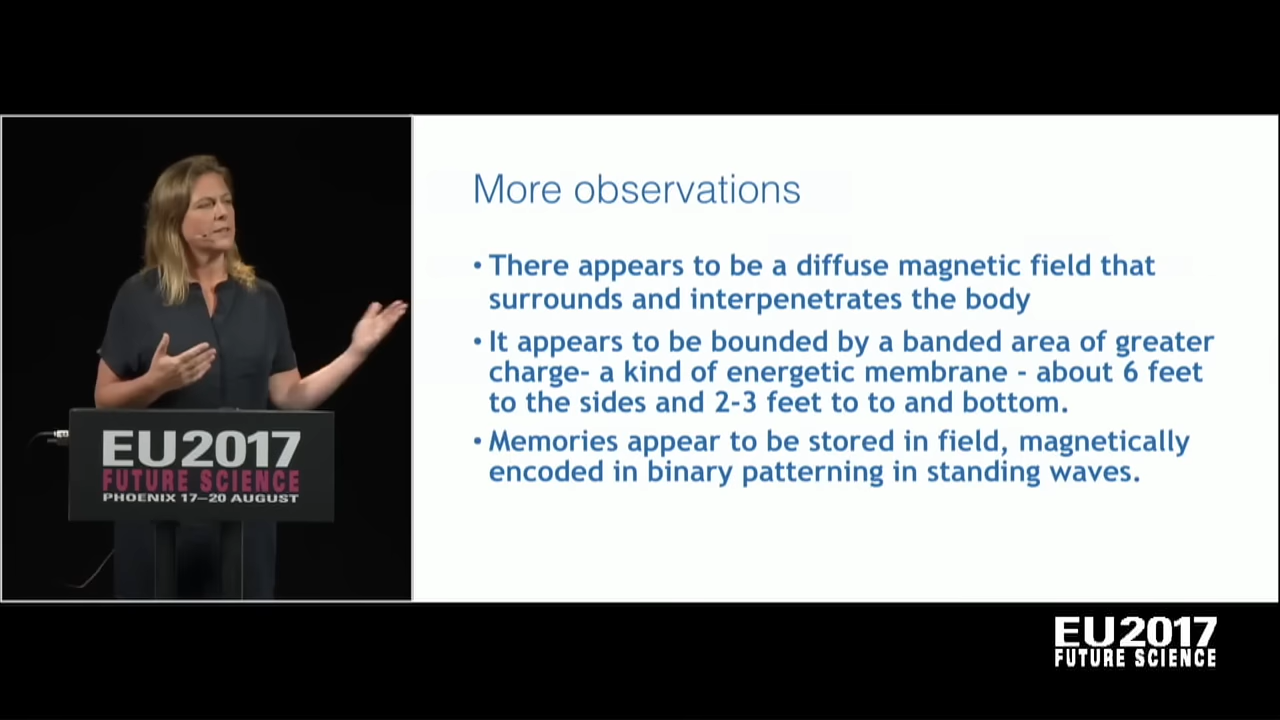 More observations
• There appears to be a diffuse magnetic field that
surrounds and interpenetrates the body
• It appears to be bounded by a banded area of greater
charge- a kind of energetic membrane - about 6 feet
to the sides and 2-3 feet to to and bottom.
• Memories appear to be stored in field, magnetically
encoded in binary patterning in standing waves.
EU2017
FUTURE SCIENCE
PHOENIX 17–20 AUGUST
EU2017
FUTURE SCIENCE